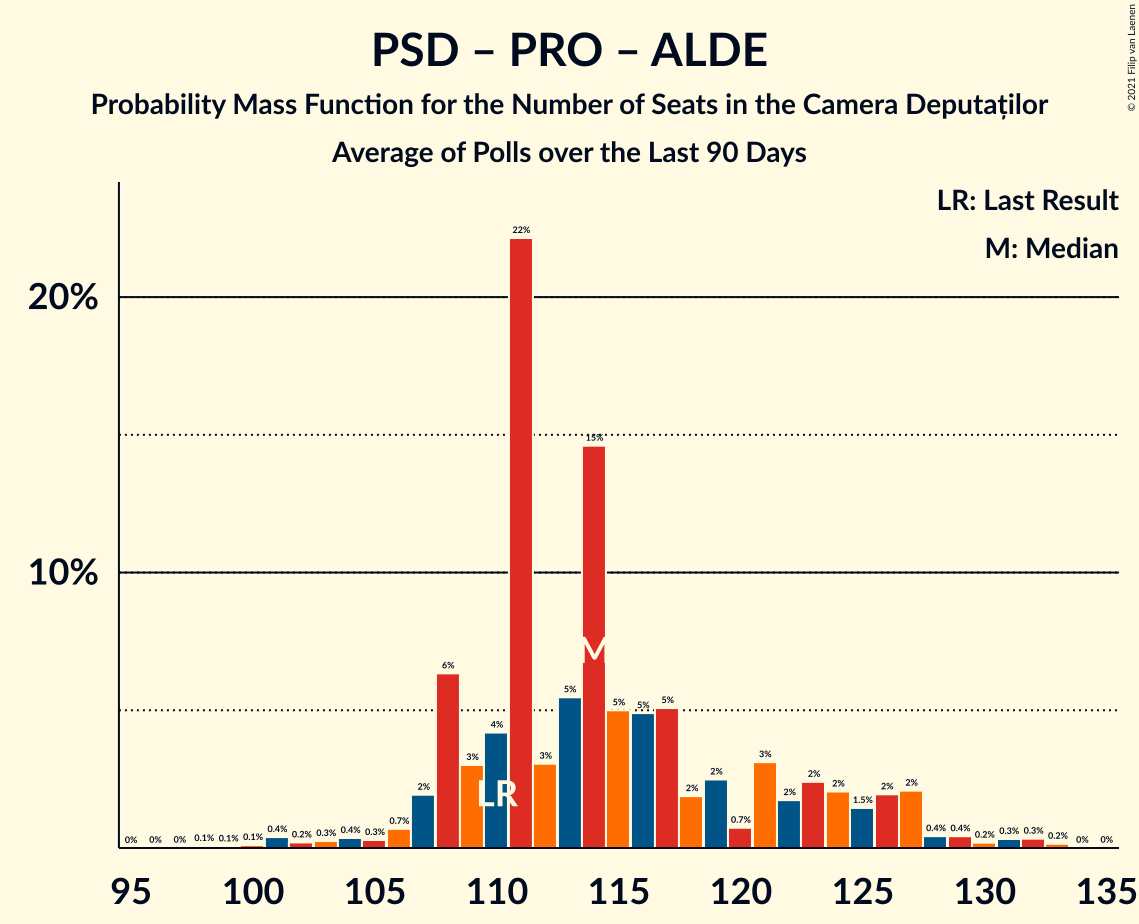 © 2021 Filip van Laenen
PSD – PRO – ALDE
Probability Mass Function for the Number of Seats in the Camera Deputaților
Average of Polls over the Last 90 Days
LR: Last Result
M: Median
20%
10%
0% 0% 0% 0.1% 0.1% 0.1% 0.4% 0.2% 0.3% 0.4% 0.3% 0.7% 2% 6% 3% 4% 22% 3% 5% 15% 5% 5% 5% 2% 2% 0.7% 3% 2% 2% 2% 1.5% 2% 2% 0.4% 0.4% 0.2% 0.3% 0.3% 0.2% 0% 0%
M
LR
95 100 105 110 115 120 125 130 135